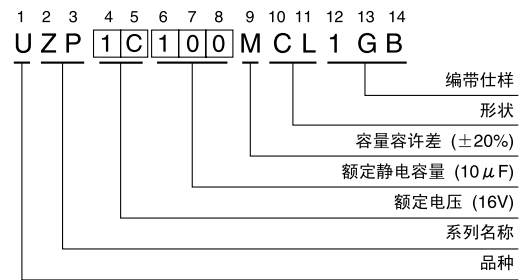 1 2 3 4 5 6 7 8 9 10 11 12 13 14
U Z P 1 C 1 0 0 M C L 1 G B
编带仕样
形状
容量容许差 (±20%)
额定静电容量 (10μF)
额定电压 (16V)
系列名称
品种